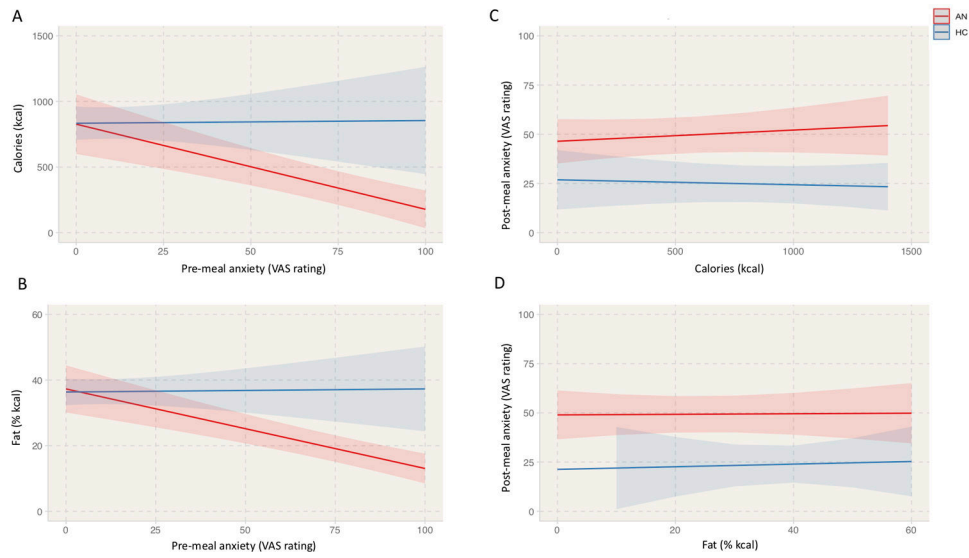 A
1500
1000
500
0
Calories (kcal)
0 25 50 75 100
Pre-meal anxiety (VAS rating)
C
AN
HC
100
75
50
25
0
Post-meal anxiety (VAS rating)
0 500 1000 1500
Calories (kcal)
B
60
40
20
0
Fat (% kcal)
0 25 50 75 100
Pre-meal anxiety (VAS rating)
D
100
75
50
25
0
Post-meal anxiety (VAS rating)
0 20 40 60
Fat (% kcal)